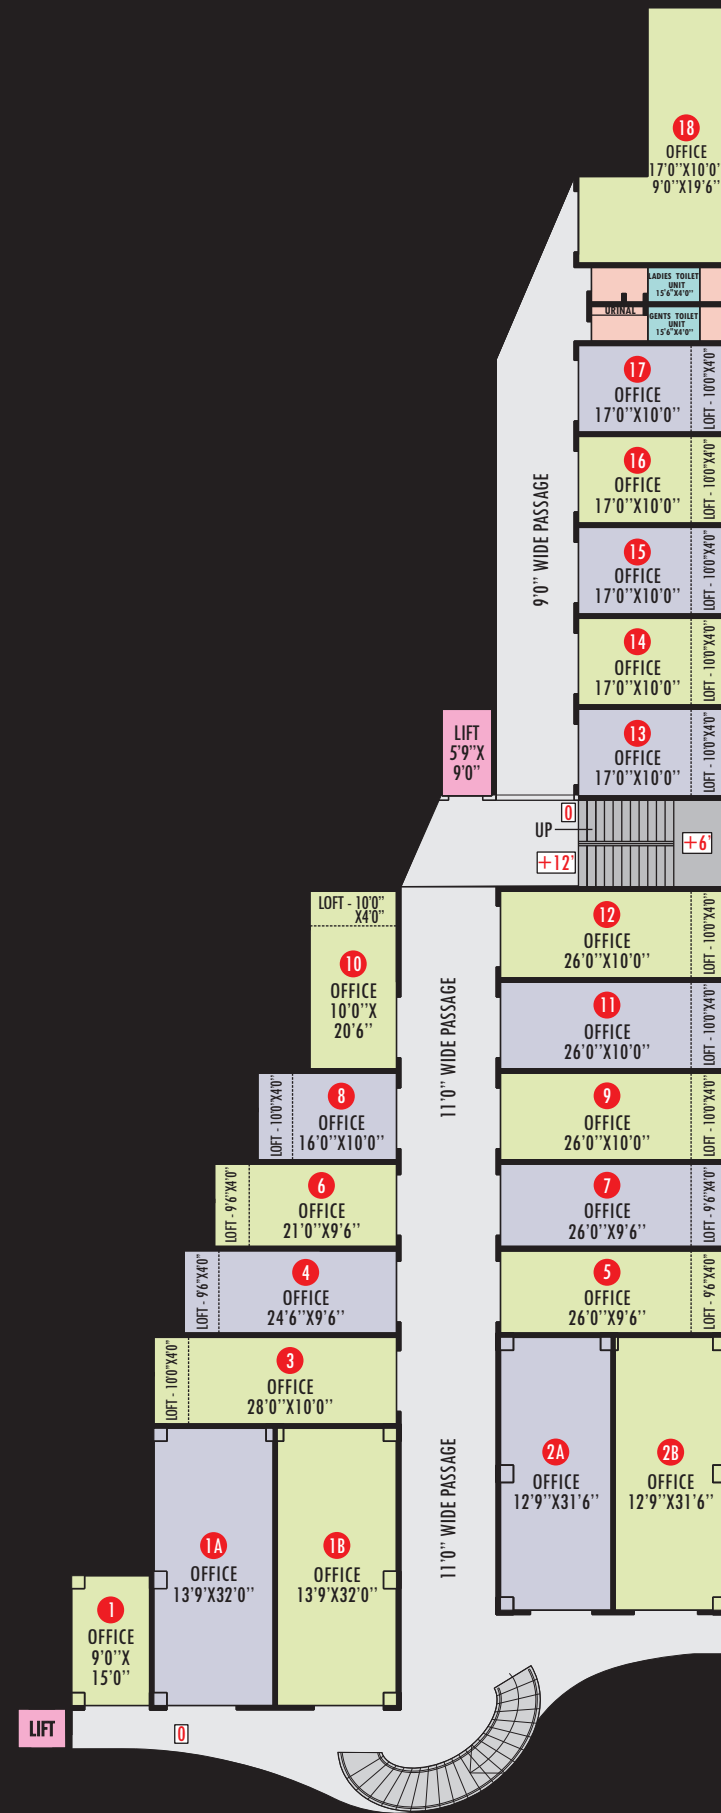 18
OFFICE
17'0''X10'0''
9'0''X19'6''
LADIES TOILET
UNIT
15'6"X4'0"
URINAL
GENTS TOILET
UNIT
15'6"X4'0"
17
OFFICE
17'0''X10'0''
LOFT - 10'0"X4'0"
16
OFFICE
17'0''X10'0''
LOFT - 10'0"X4'0"
9'0'' WIDE PASSAGE
15
OFFICE
17'0''X10'0''
LOFT - 10'0"X4'0"
14
OFFICE
17'0''X10'0''
LOFT - 10'0"X4'0"
LIFT
5'9''X
9'0''
13
OFFICE
17'0''X10'0''
LOFT - 10'0"X4'0"
0
UP
+6'
+12'
LOFT - 10'0"
X4'0"
10
OFFICE
10'0''X
20'6''
12
OFFICE
26'0''X10'0''
LOFT - 10'0"X4'0"
11'0'' WIDE PASSAGE
11
OFFICE
26'0''X10'0''
LOFT - 10'0"X4'0"
LOFT - 10'0"X4'0"
8
OFFICE
16'0''X10'0''
9
OFFICE
26'0''X10'0''
LOFT - 10'0"X4'0"
LOFT - 9'6"X4'0"
6
OFFICE
21'0''X9'6''
7
OFFICE
26'0''X9'6''
LOFT - 9'6"X4'0"
LOFT - 9'6"X4'0"
4
OFFICE
24'6''X9'6''
5
OFFICE
26'0''X9'6''
LOFT - 9'6"X4'0"
LOFT - 10'0"X4'0"
3
OFFICE
28'0''X10'0''
11'0'' WIDE PASSAGE
2A
OFFICE
12'9''X31'6''
2B
OFFICE
12'9''X31'6''
1A
OFFICE
13'9'X32'0''
1B
OFFICE
13'9'X32'0''
1
OFFICE
9'0''X
15'0''
LIFT
0